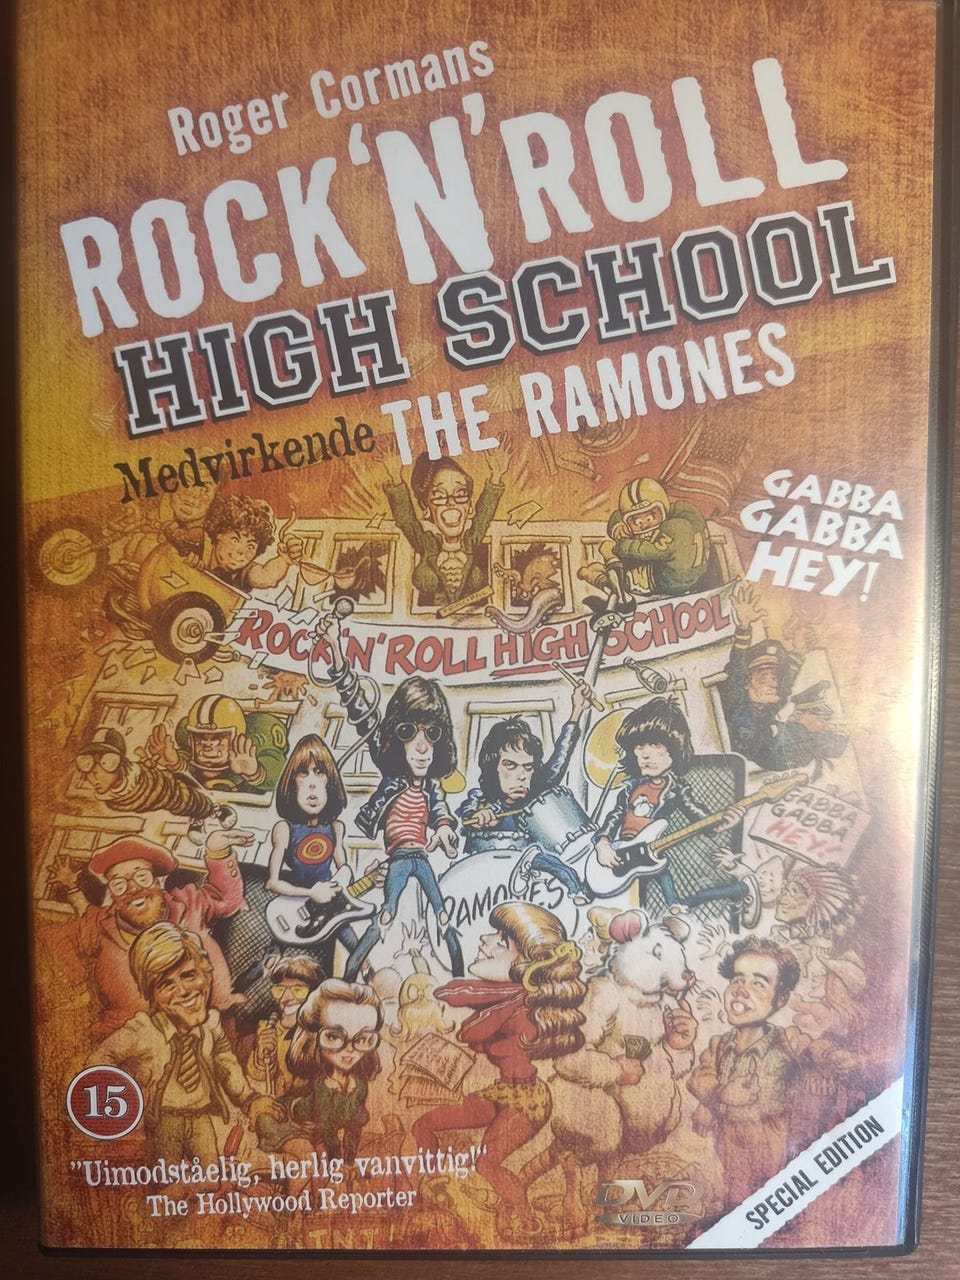 Roger Cormans
ROCK 'N' ROLL
HIGH SCHOOL
Medvirkende THE RAMONES
GABBA
GABBA
HEY!
ROCK 'N' ROLL HIGH SCHOOL
GABBA
GABBA
HEY!
RAMONES
15
"Uimodståelig, herlig vanvittig!"
The Hollywood Reporter
DVD
VIDEO
SPECIAL EDITION
TNT